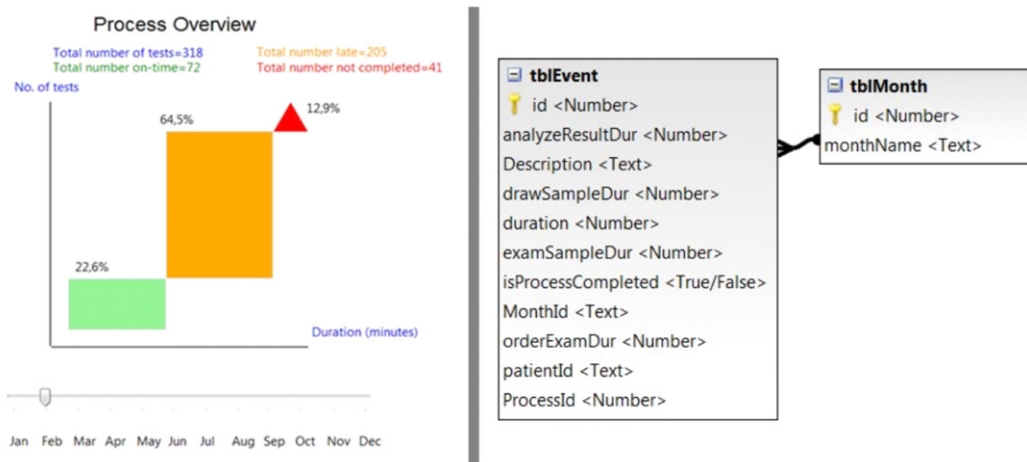 Process Overview
Total number of tests=318
Total number late=205
Total number on-time=72
Total number not completed=41
No. of tests
64,5%
12,9%
22,6%
Duration (minutes)
Jan Feb Mar Apr May Jun Jul Aug Sep Oct Nov Dec
tblEvent
id <Number>
analyzeResultDur <Number>
Description <Text>
drawSampleDur <Number>
duration <Number>
examSampleDur <Number>
isProcessCompleted <True/False>
MonthId <Text>
orderExamDur <Number>
patientId <Text>
ProcessId <Number>
tblMonth
id <Number>
monthName <Text>